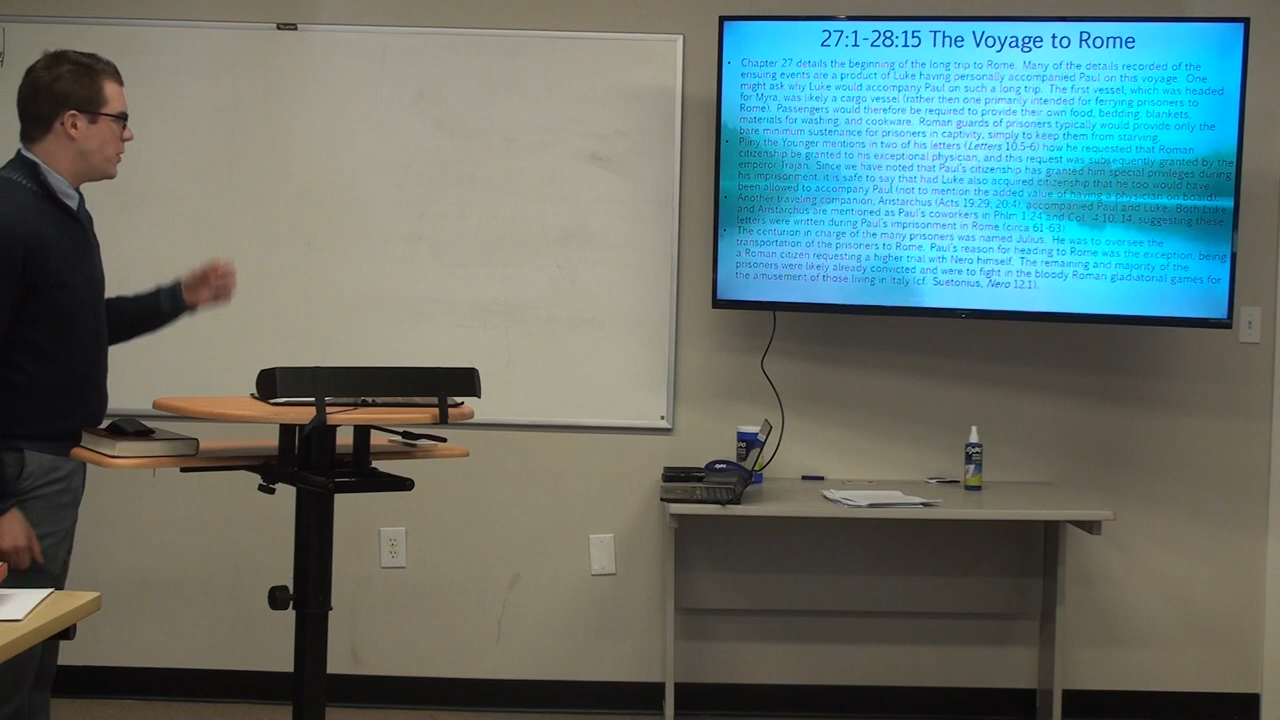 27:1-28:15 The Voyage to Rome
• Chapter 27 details the beginning of the long trip to Rome. Many of the details recorded of the
ensuing events are a product of Luke having personally accompanied Paul on this voyage. One
might ask why Luke would accompany Paul on such a long trip. The first vessel, which was headed
for Myra, was likely a cargo vessel (rather then one primarily intended for ferrying prisoners to
Rome). Passengers would therefore be required to provide their own food, bedding, blankets,
materials for washing, and cookware. Roman guards of prisoners typically would provide only the
bare minimum sustenance for prisoners in captivity, simply to keep them from starving.
• Pliny the Younger mentions in two of his letters (Letters 10.5-6) how he requested that Roman
citizenship be granted to his exceptional physician, and this request was subsequently granted by the
emperor Trajan. Since we have noted that Paul's citizenship has granted him special privileges during
his imprisonment, it is safe to say that had Luke also acquired citizenship that he too would have
been allowed to accompany Paul (not to mention the added value of having a physician on board).
• Another traveling companion, Aristarchus (Acts 19:29; 20:4), accompanied Paul and Luke. Both Luke
and Aristarchus are mentioned as Paul's coworkers in Phlm 1:24 and Col. 4:10, 14, suggesting these
letters were written during Paul's imprisonment in Rome (circa 61-63).
• The centurion in charge of the many prisoners was named Julius. He was to oversee the
transportation of the prisoners to Rome. Paul's reason for heading to Rome was the exception, being
a Roman citizen requesting a higher trial with Nero himself. The remaining and majority of the
prisoners were likely already convicted and were to fight in the bloody Roman gladiatorial games for
the amusement of those living in Italy (cf. Suetonius, Nero 12.1).